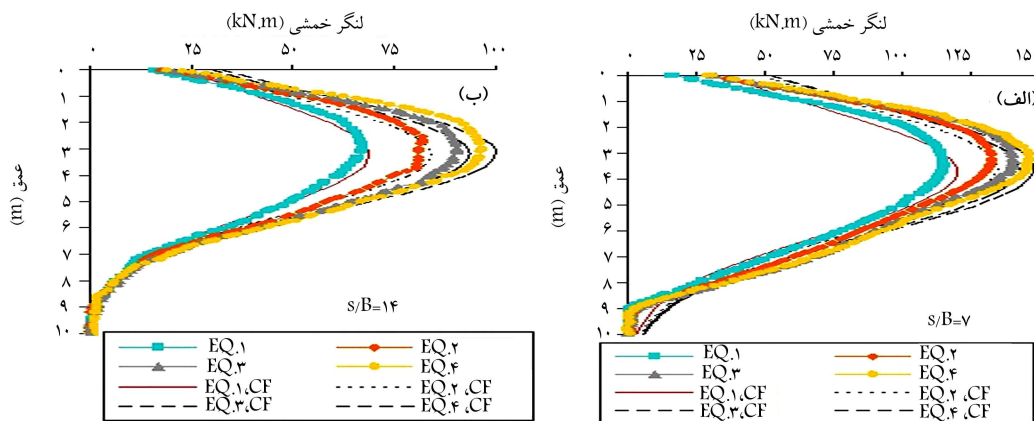 لنگر خمشی (kN.m)
۰ ۲۵ ۵۰ ۷۵ ۱۰۰
(ب)
عمق (m)
۰
۱
۲
۳
۴
۵
۶
۷
۸
۹
۱۰
s/B=۱۴
EQ.۱ EQ.۲
EQ.۳ EQ.۴
EQ.۱،CF EQ.۲ ،CF
EQ.۳،CF EQ.۴ ،CF
لنگر خمشی (kN.m)
۰ ۲۵ ۷۵ ۱۰۰ ۱۲۵ ۱۵۰
(الف)
عمق (m)
۰
۱
۲
۳
۴
۵
۶
۷
۸
۹
۱۰
s/B=۷
EQ.۱ EQ.۲
EQ.۳ EQ.۴
EQ.۱،CF EQ.۲ ،CF
EQ.۳،CF EQ.۴ ،CF